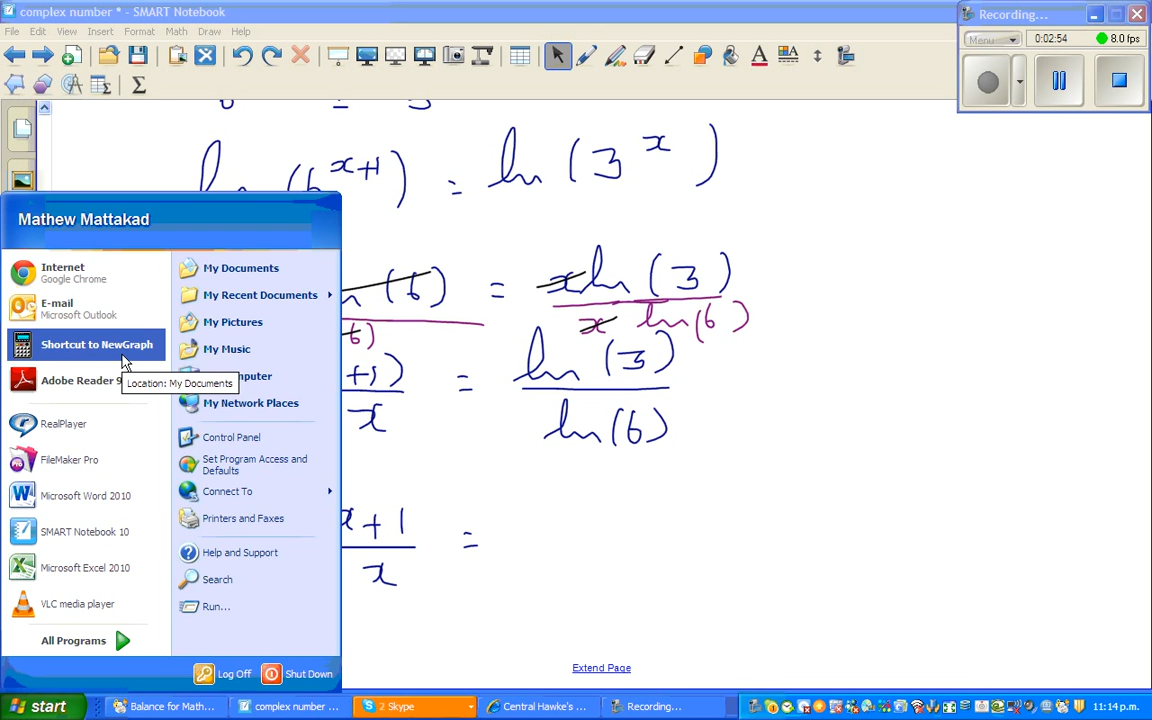 complex number * - SMART Notebook
Recording...
File Edit View Insert Format Math Draw Help
Menu
0:02:54
8.0 fps
ln (6^{x+1}) = ln (3^x)
Mathew Mattakad
Internet
Google Chrome
E-mail
Microsoft Outlook
Shortcut to NewGraph
Adobe Reader 9
Location: My Documents
RealPlayer
FileMaker Pro
Microsoft Word 2010
SMART Notebook 10
Microsoft Excel 2010
VLC media player
All Programs
My Documents
My Recent Documents
My Pictures
My Music
mputer
My Network Places
Control Panel
Set Program Access and
Defaults
Connect To
Printers and Faxes
Help and Support
Search
Run...
Log Off
Shut Down
n (6) = x ln (3)
6) x ln(6)
+1) = ln (3)
x ln(6)
x + 1 =
x
Extend Page
start
Balance for Math...
complex number ...
2 Skype
Central Hawke's ...
Recording...
11:14 p.m.